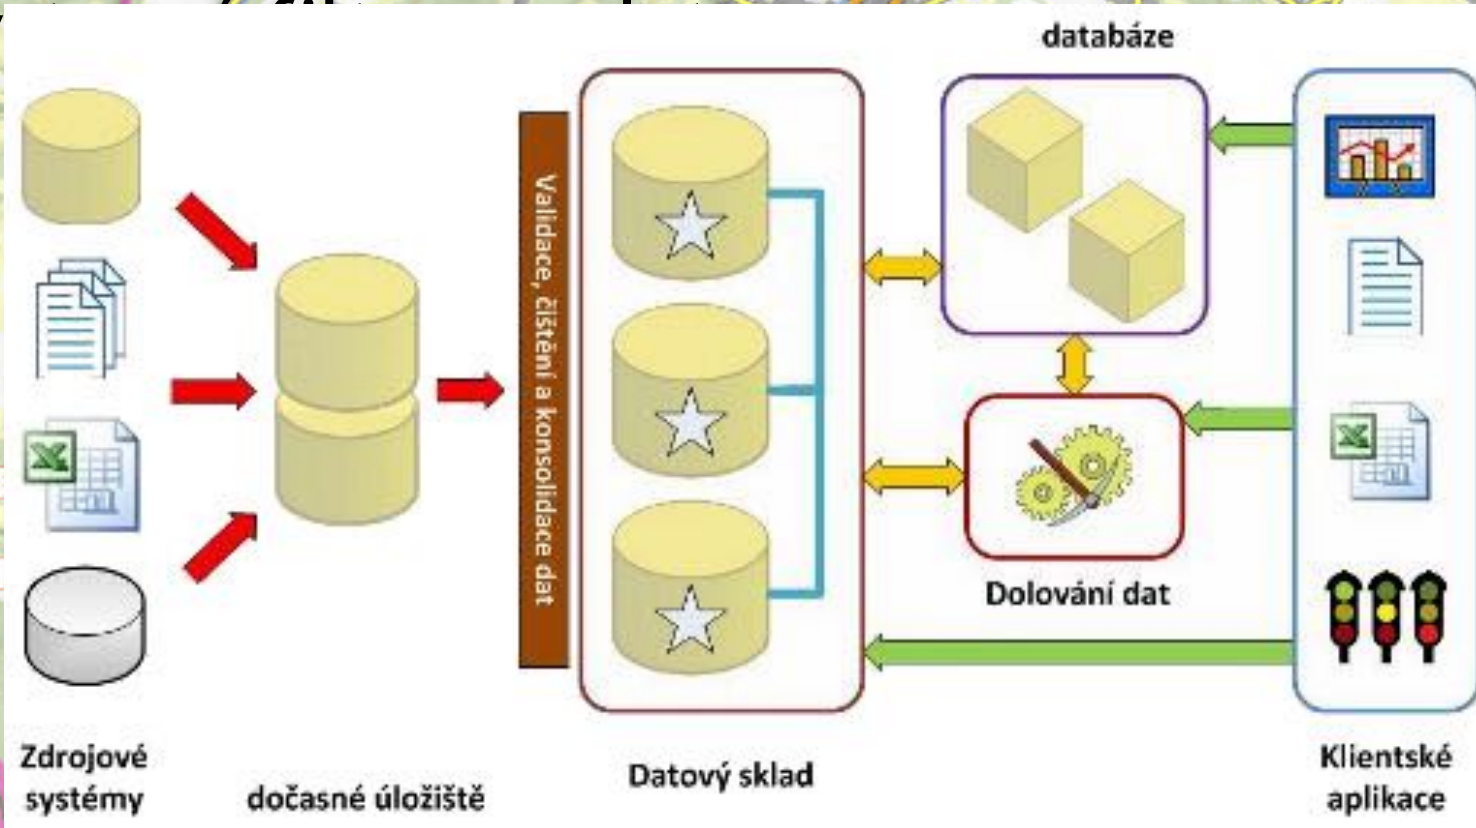 databáze
Validace, čištění a konsolidace dat
Dolování dat
Zdrojové
systémy
dočasné úložiště
Datový sklad
Klientské
aplikace